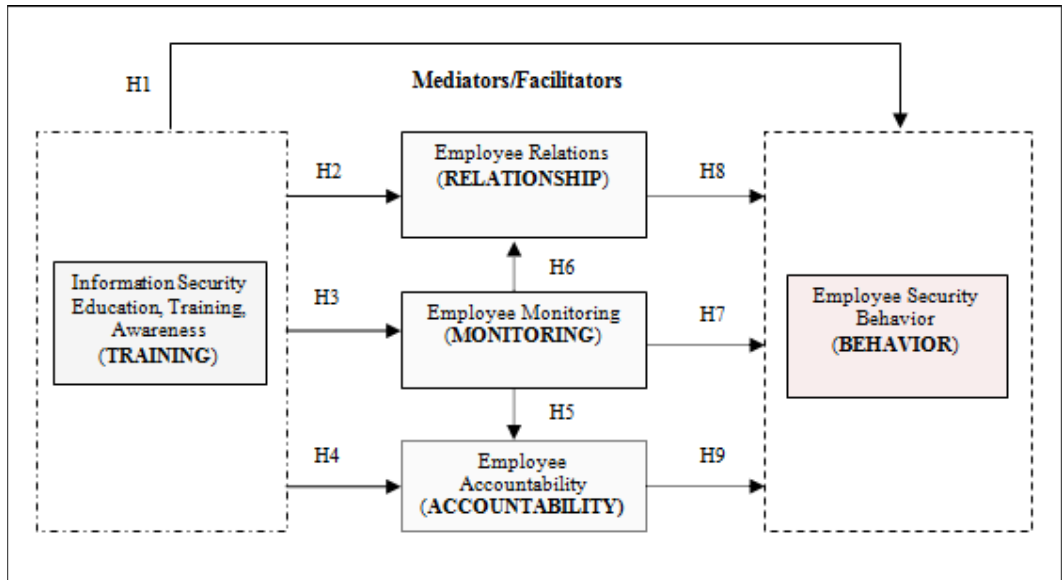 H1
Mediators/Facilitators
Employee Relations
(RELATIONSHIP)
H2
H8
H6
Information Security
Education, Training,
Awareness
(TRAINING)
H3
Employee Monitoring
(MONITORING)
H7
Employee Security
Behavior
(BEHAVIOR)
H5
H4
Employee
Accountability
(ACCOUNTABILITY)
H9